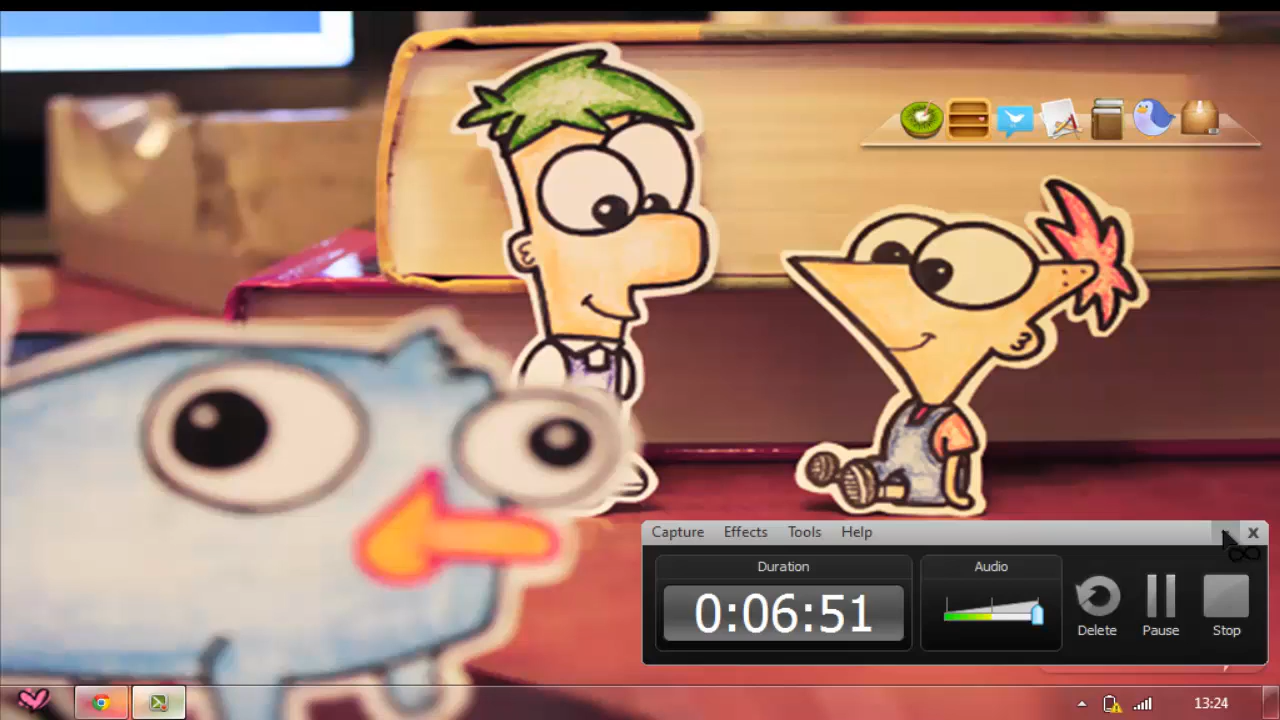 Capture Effects Tools Help
Duration
Audio
0:06:51
Delete Pause Stop
13:24